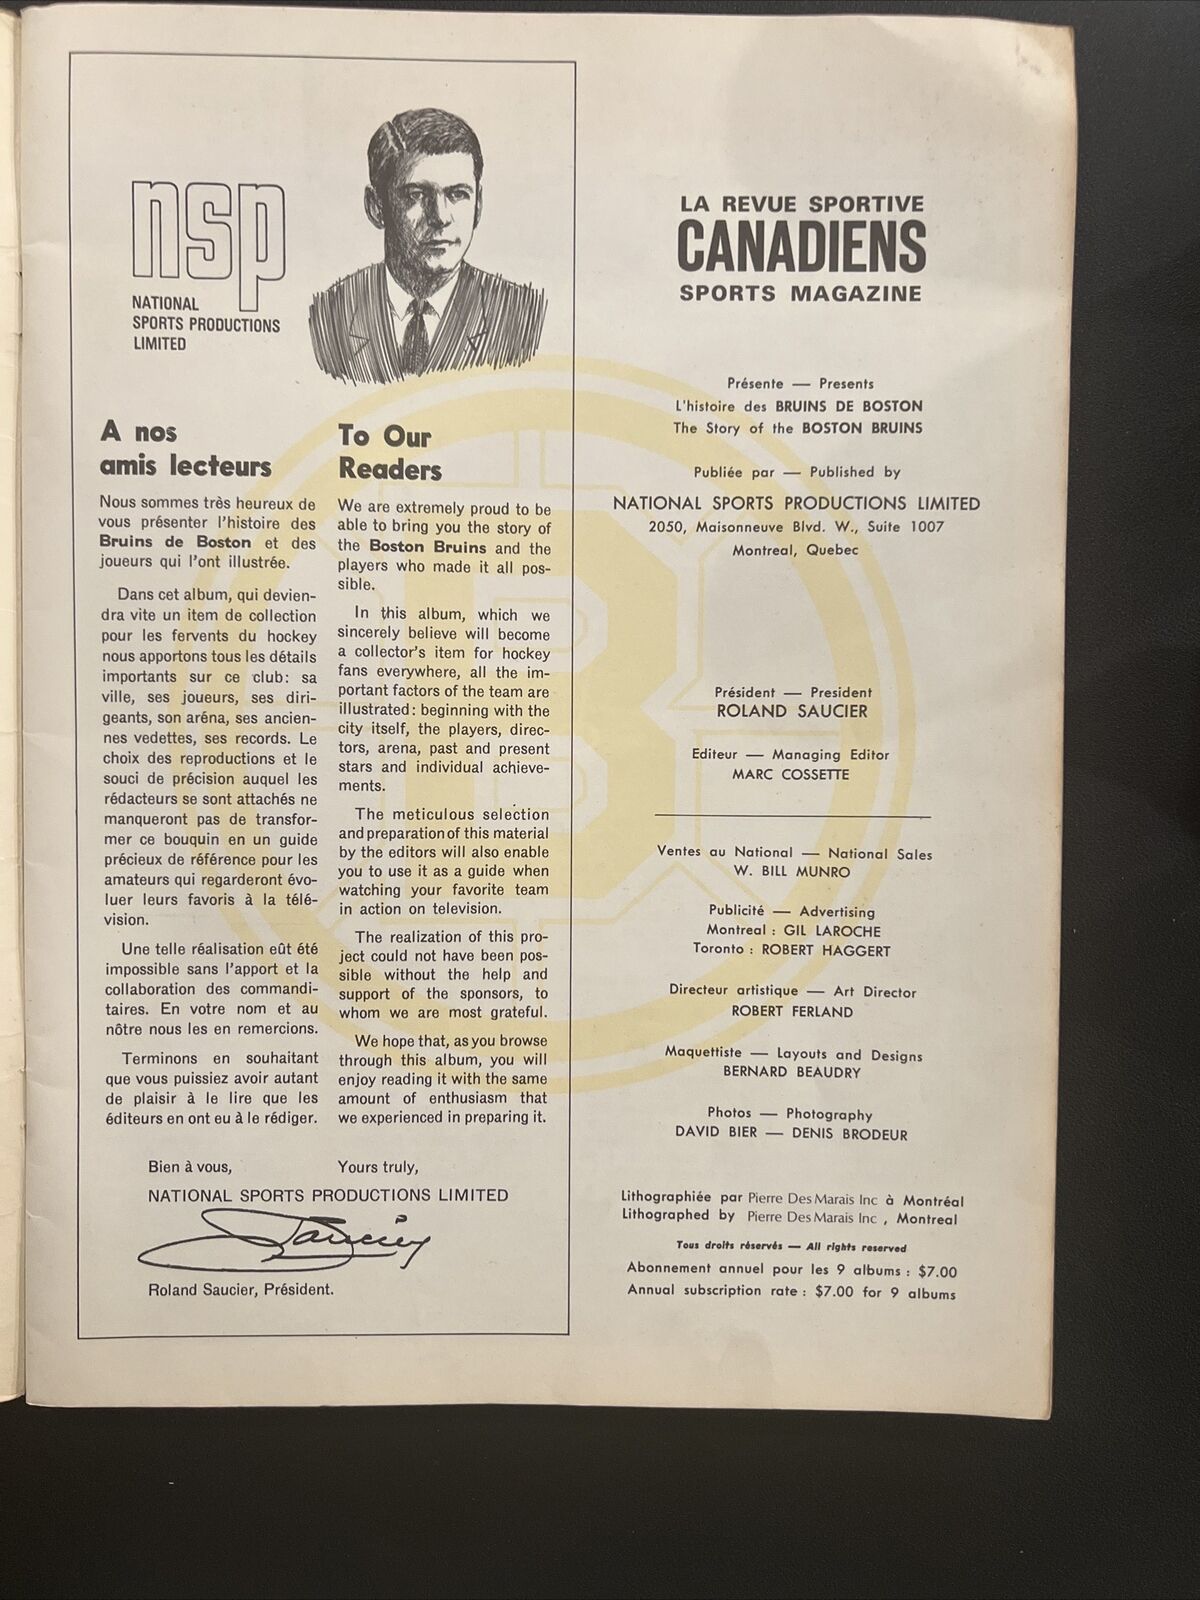 nsp
NATIONAL
SPORTS PRODUCTIONS
LIMITED
A nos
amis lecteurs
Nous sommes très heureux de
vous présenter l'histoire des
Bruins de Boston et des
joueurs qui l'ont illustrée.
Dans cet album, qui devien-
dra vite un item de collection
pour les fervents du hockey
nous apportons tous les détails
importants sur ce club: sa
ville, ses joueurs, ses diri-
geants, son aréna, ses ancien-
nes vedettes, ses records. Le
choix des reproductions et le
souci de précision auquel les
rédacteurs se sont attachés ne
manqueront pas de transfor-
mer ce bouquin en un guide
précieux de référence pour les
amateurs qui regarderont évo-
luer leurs favoris à la télé-
vision.
Une telle réalisation eût été
impossible sans l'apport et la
collaboration des commandi-
taires. En votre nom et au
nôtre nous les en remercions.
Terminons en souhaitant
que vous puissiez avoir autant
de plaisir à le lire que les
éditeurs en ont eu à le rédiger.
Bien à vous,
To Our
Readers
We are extremely proud to be
able to bring you the story of
the Boston Bruins and the
players who made it all pos-
sible.
In this album, which we
sincerely believe will become
a collector's item for hockey
fans everywhere, all the im-
portant factors of the team are
illustrated: beginning with the
city itself, the players, direc-
tors, arena, past and present
stars and individual achieve-
ments.
The meticulous selection
and preparation of this material
by the editors will also enable
you to use it as a guide when
watching your favorite team
in action on television.
The realization of this pro-
ject could not have been pos-
sible without the help and
support of the sponsors, to
whom we are most grateful.
We hope that, as you browse
through this album, you will
enjoy reading it with the same
amount of enthusiasm that
we experienced in preparing it.
Yours truly,
NATIONAL SPORTS PRODUCTIONS LIMITED
Saucier
Roland Saucier, Président.
LA REVUE SPORTIVE
CANADIENS
SPORTS MAGAZINE
Présente — Presents
L'histoire des BRUINS DE BOSTON
The Story of the BOSTON BRUINS
Publiée par — Published by
NATIONAL SPORTS PRODUCTIONS LIMITED
2050, Maisonneuve Blvd. W., Suite 1007
Montreal, Quebec
Président — President
ROLAND SAUCIER
Editeur — Managing Editor
MARC COSSETTE
Ventes au National — National Sales
W. BILL MUNRO
Publicité — Advertising
Montreal : GIL LAROCHE
Toronto : ROBERT HAGGERT
Directeur artistique — Art Director
ROBERT FERLAND
Maquettiste — Layouts and Designs
BERNARD BEAUDRY
Photos — Photography
DAVID BIER — DENIS BRODEUR
Lithographiée par Pierre Des Marais Inc à Montréal
Lithographed by Pierre Des Marais Inc , Montreal
Tous droits réservés — All rights reserved
Abonnement annuel pour les 9 albums : $7.00
Annual subscription rate : $7.00 for 9 albums
B